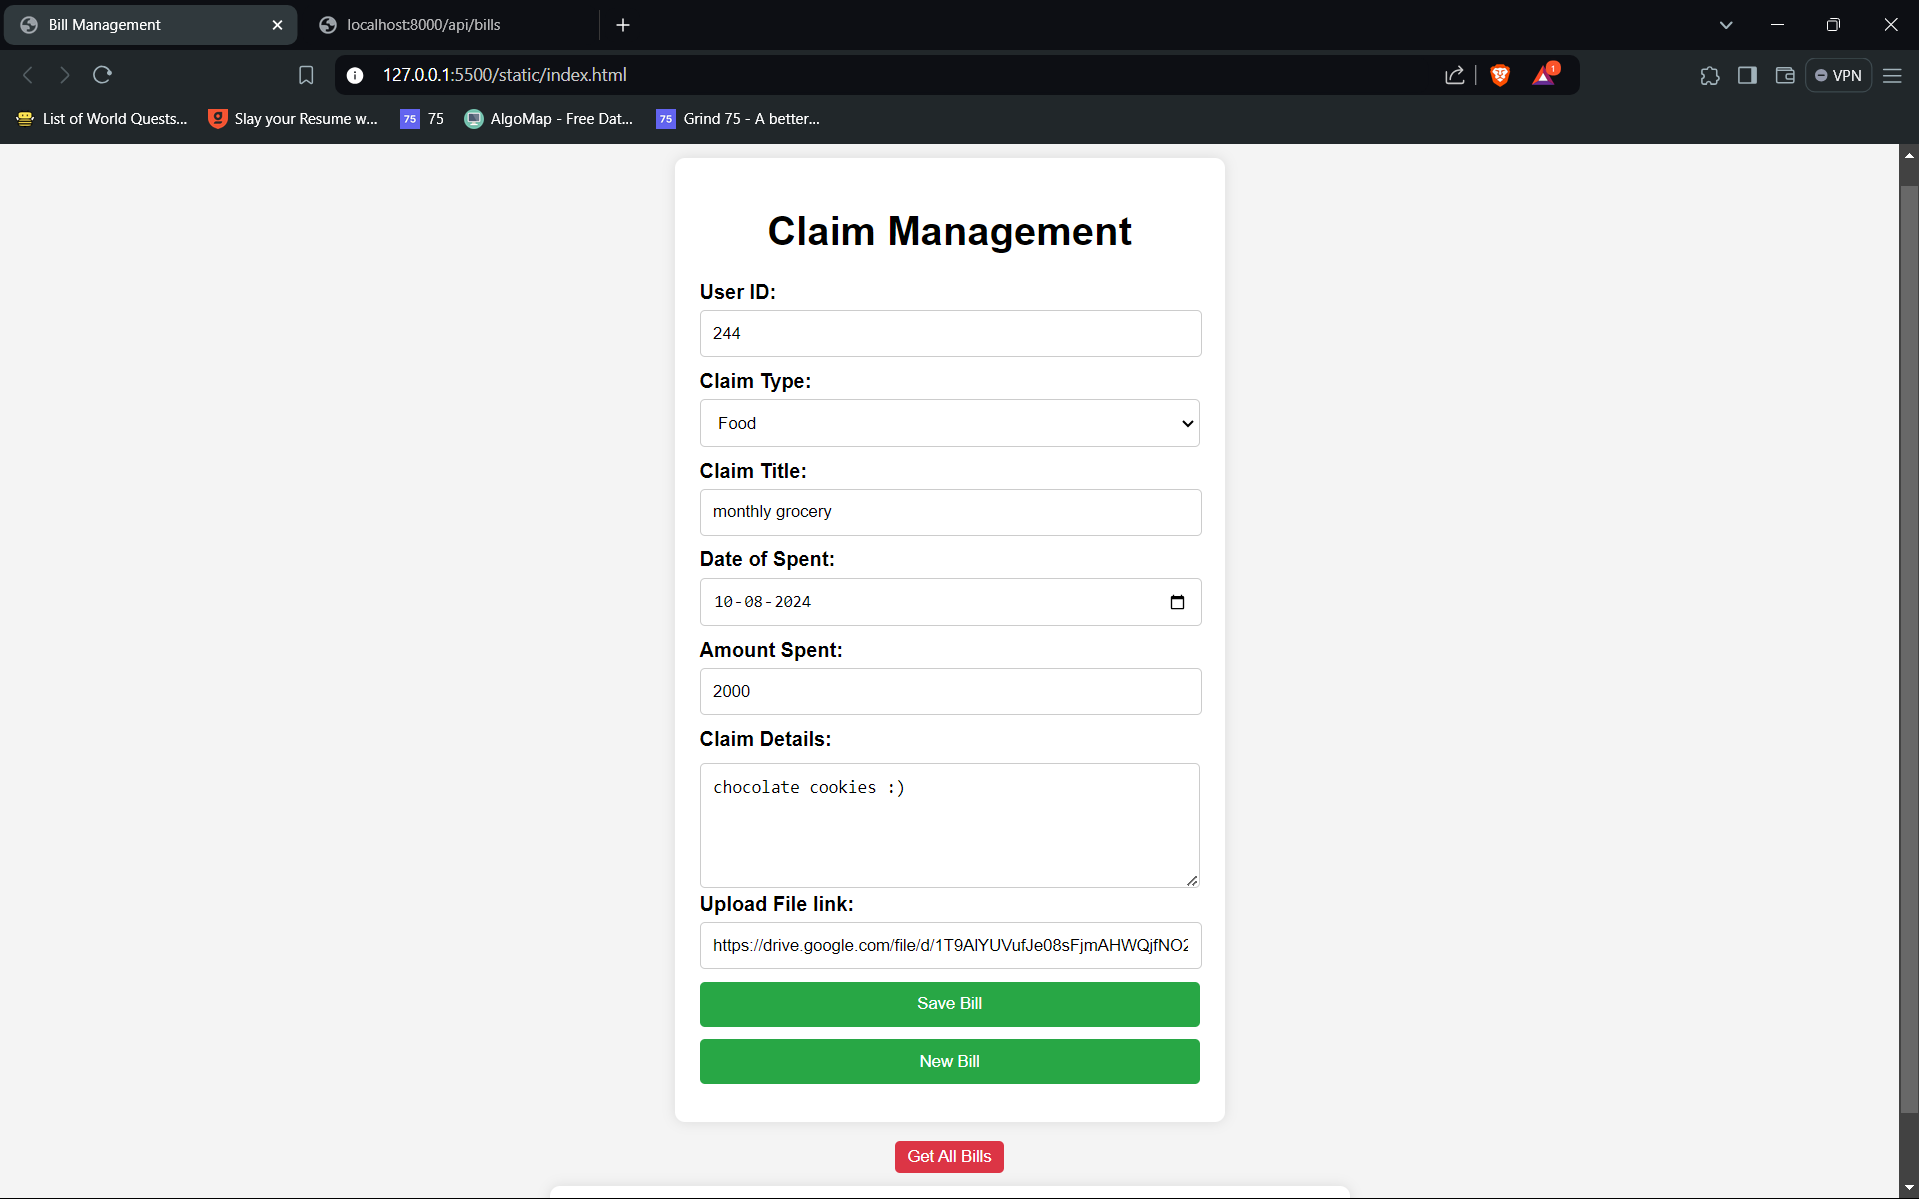 Bill Management
localhost:8000/api/bills
127.0.0.1:5500/static/index.html
1
VPN
List of World Quests...
Slay your Resume w...
75 75
AlgoMap - Free Dat...
75 Grind 75 - A better...
Claim Management
User ID:
244
Claim Type:
Food
Claim Title:
monthly grocery
Date of Spent:
10-08-2024
Amount Spent:
2000
Claim Details:
chocolate cookies :)
Upload File link:
https://drive.google.com/file/d/1T9AlYUVufJe08sFjmAHWQjfNO2
Save Bill
New Bill
Get All Bills